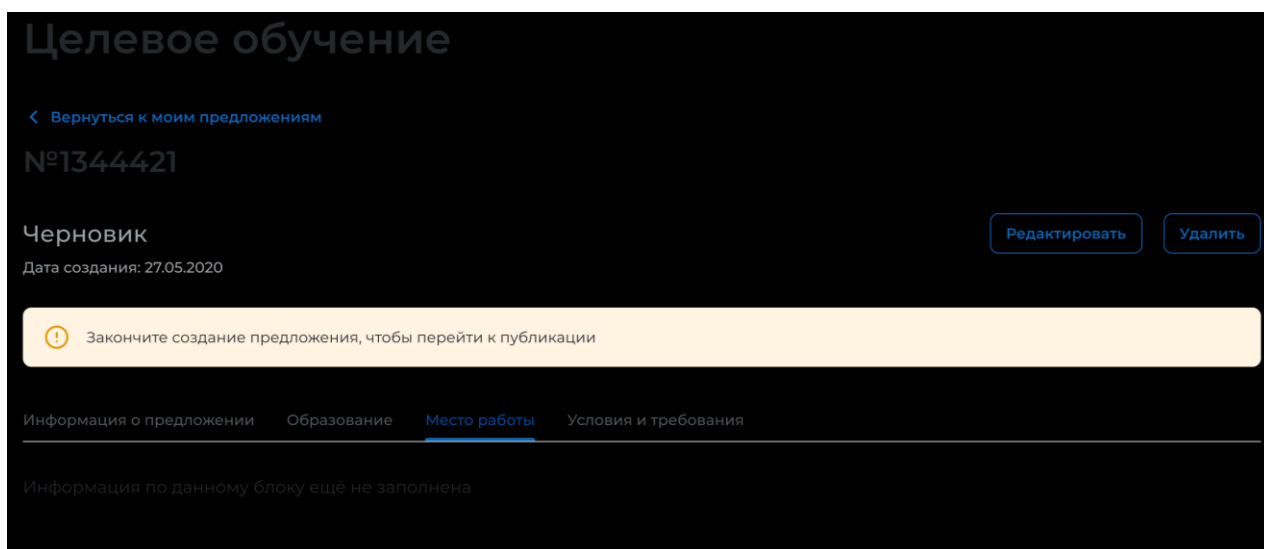 Целевое обучение
Вернуться к моим предложениям
№1344421
Черновик
Редактировать
Удалить
Дата создания: 27.05.2020
Закончите создание предложения, чтобы перейти к публикации
Информация о предложении Образование Место работы Условия и требования
Информация по данному блоку ещё не заполнена